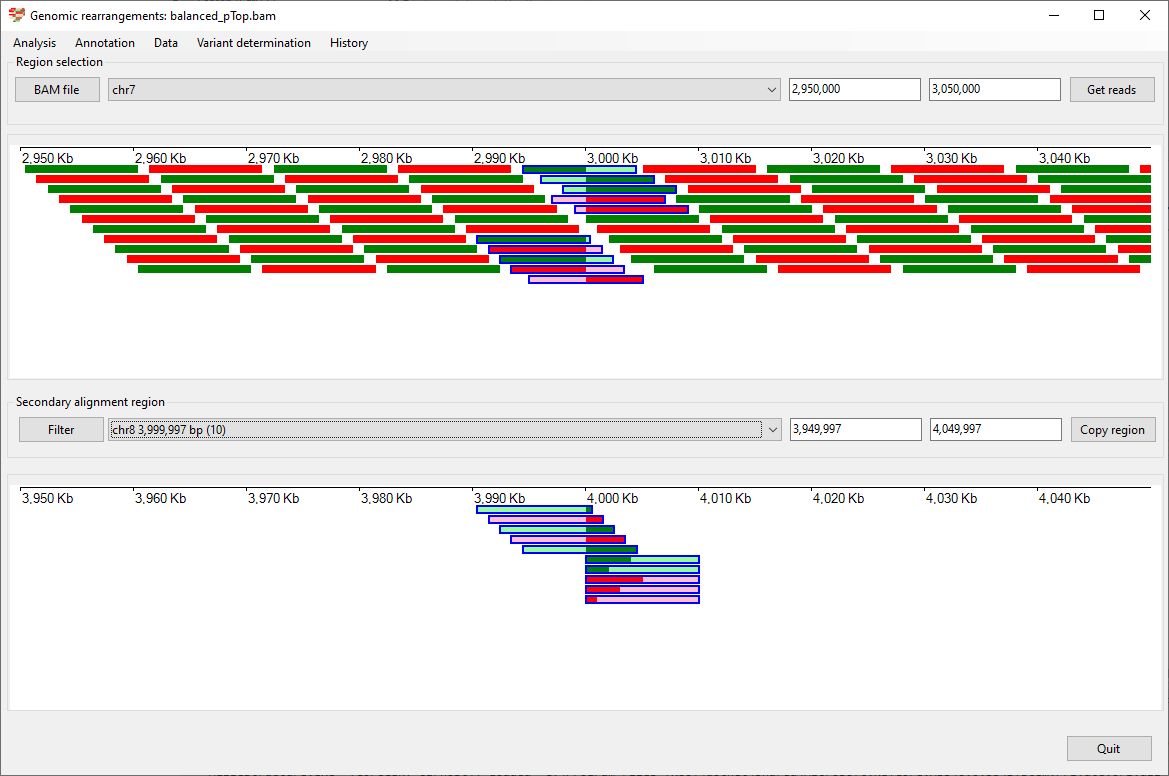 Genomic rearrangements: balanced_pTop.bam
Analysis Annotation Data Variant determination History
Region selection
BAM file chr7 2,950,000 3,050,000 Get reads
2,950 Kb 2,960 Kb 2,970 Kb 2,980 Kb 2,990 Kb 3,000 Kb 3,010 Kb 3,020 Kb 3,030 Kb 3,040 Kb
Secondary alignment region
Filter chr8 3,999,997 bp (10) 3,949,997 4,049,997 Copy region
3,950 Kb 3,960 Kb 3,970 Kb 3,980 Kb 3,990 Kb 4,000 Kb 4,010 Kb 4,020 Kb 4,030 Kb 4,040 Kb
Quit